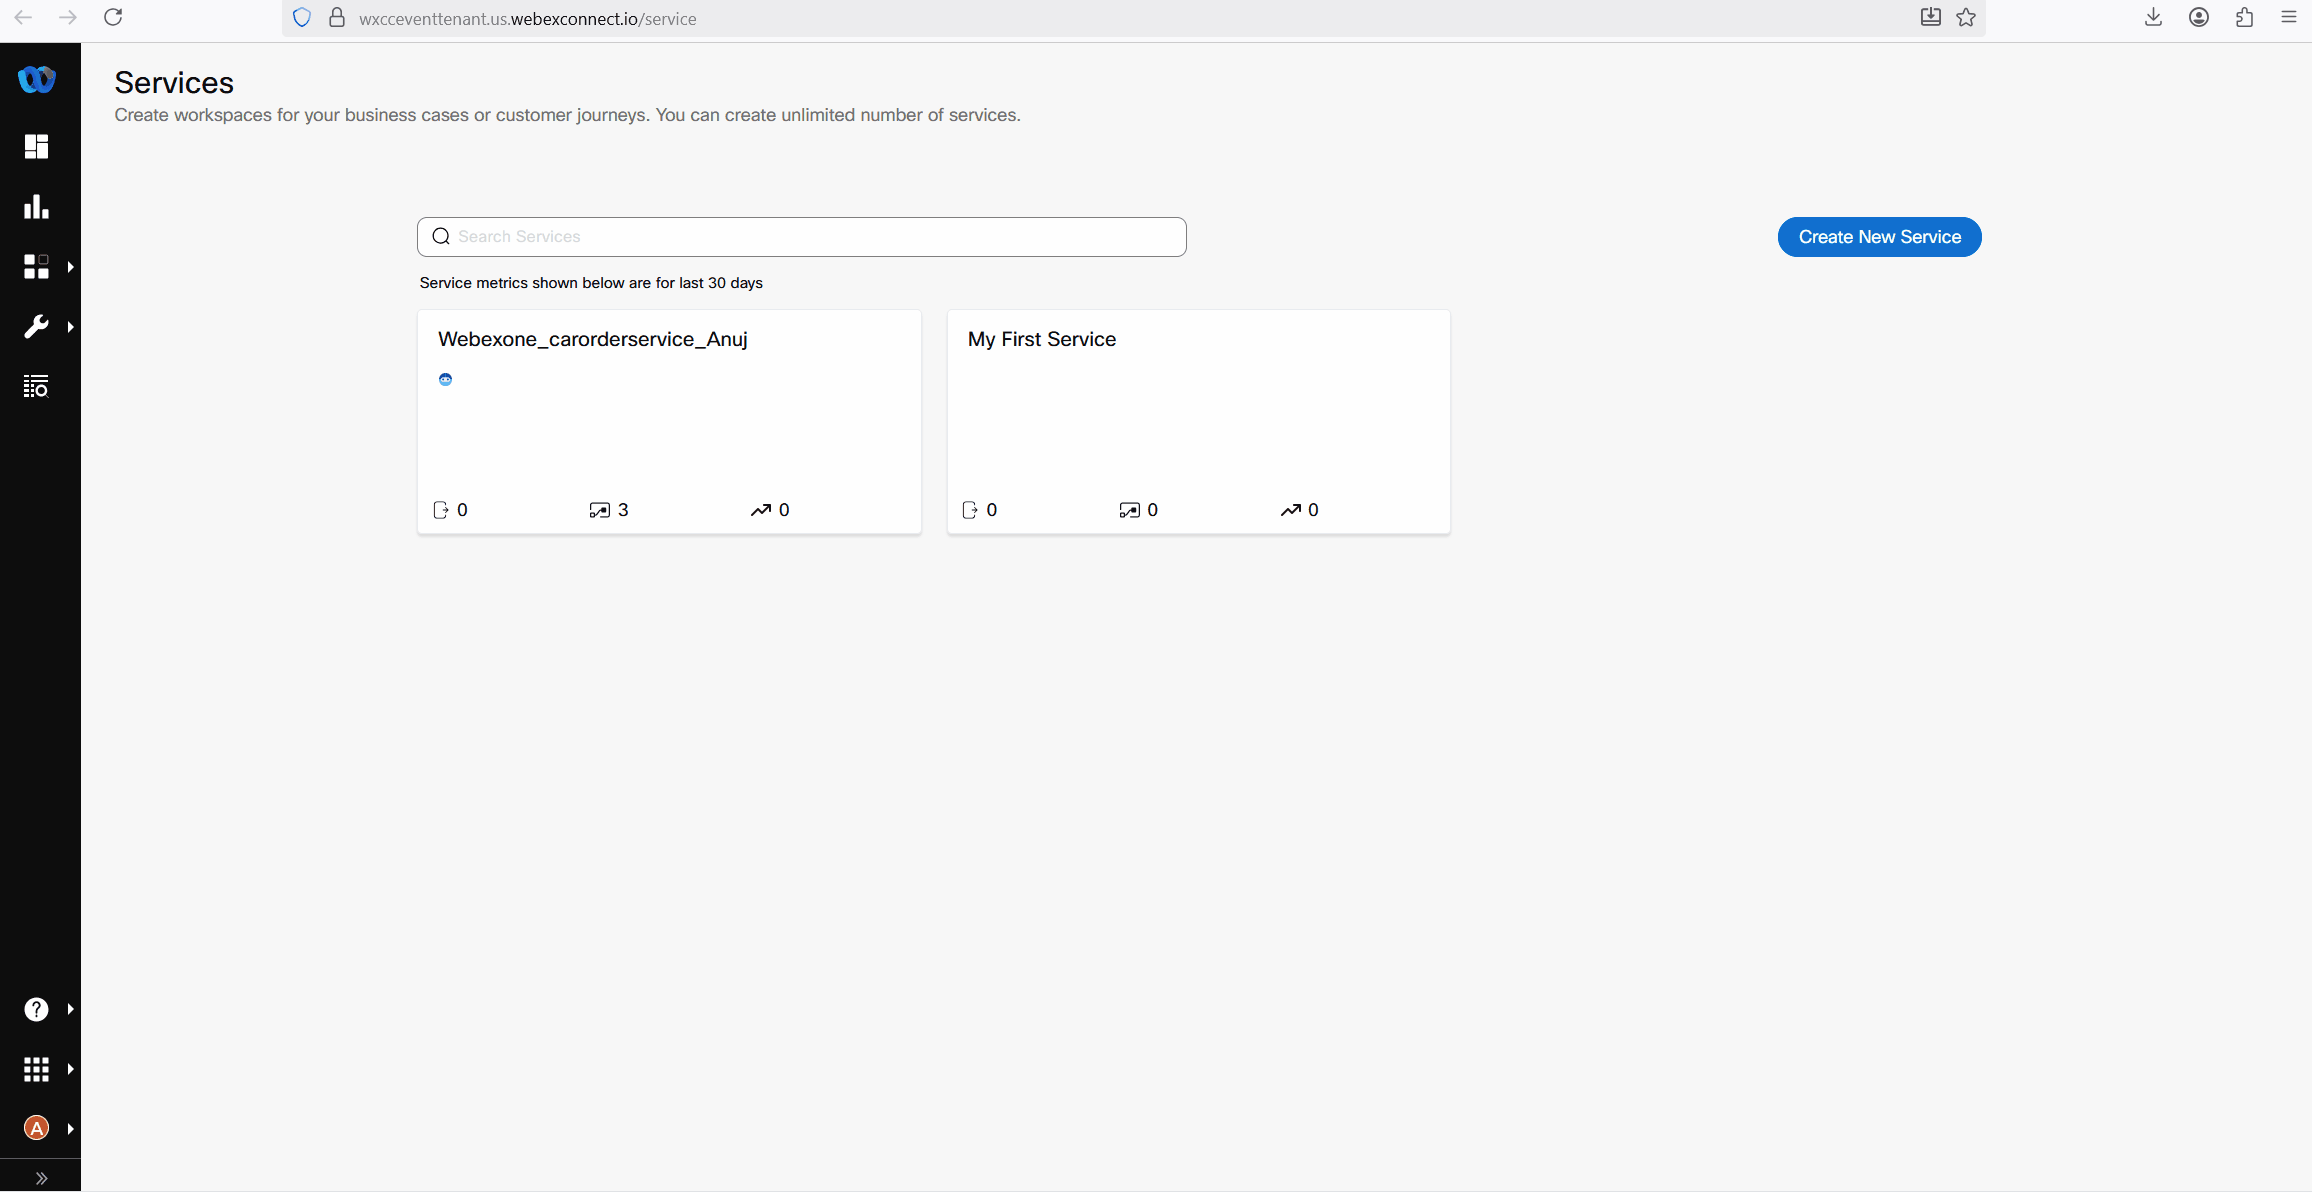 wxcceventtenant.us.webexconnect.io/service
Services
Create workspaces for your business cases or customer journeys. You can create unlimited number of services.
Search Services
Create New Service
Service metrics shown below are for last 30 days
Webexone_carorderservice_Anuj
My First Service
0
3
0
0
0
0
?
A